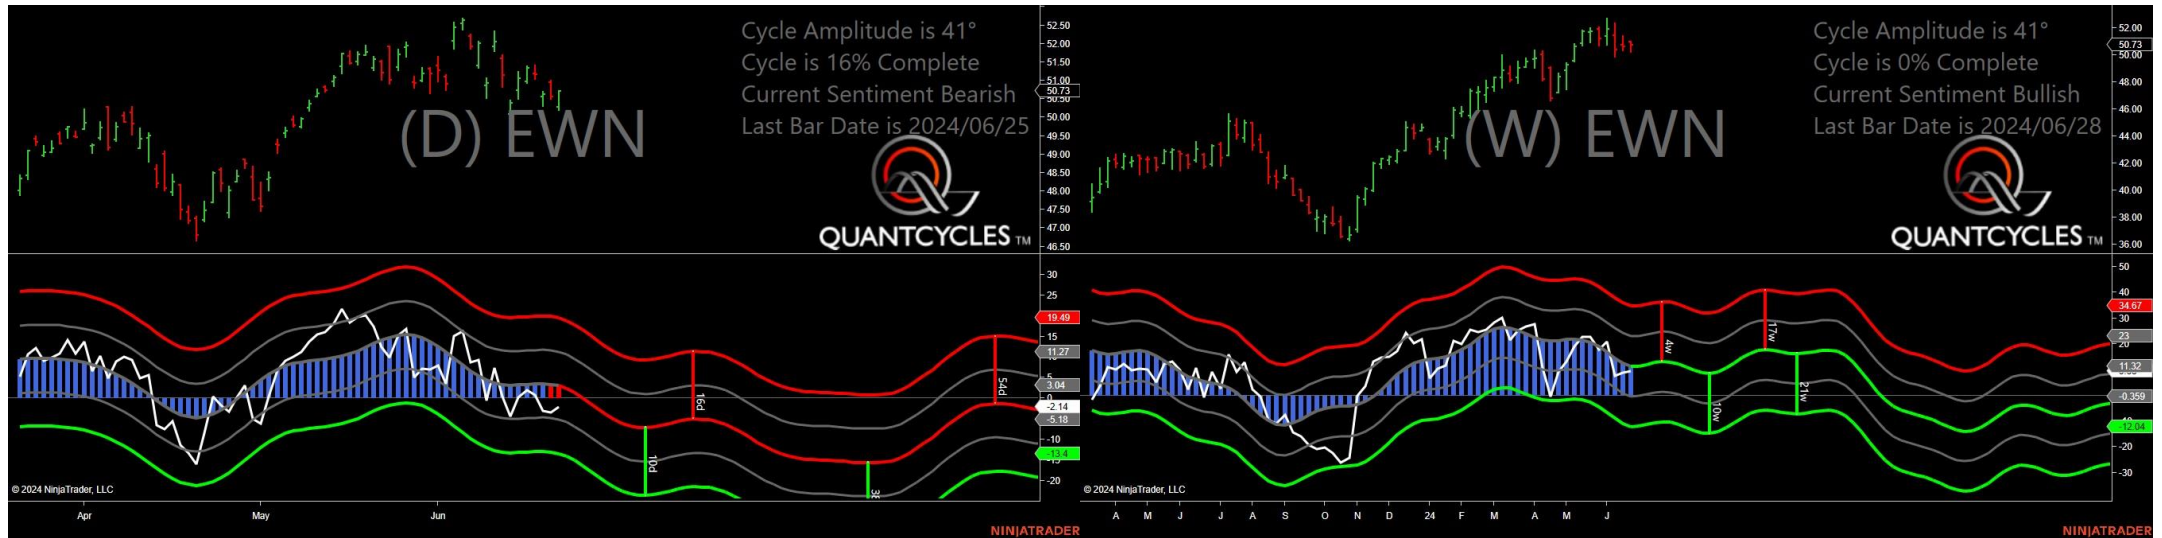 Cycle Amplitude is 41°
Cycle is 16% Complete
Current Sentiment Bearish
Last Bar Date is 2024/06/25
(D) EWN
QUANTCYCLES TM
52.50
52.00
51.50
51.00
50.73
50.50
50.00
49.50
49.00
48.50
48.00
47.50
47.00
46.50
30
25
19.49
15
11.27
5
3.04
0
-2.14
-5.18
-10
-13.4
-20
10d
16d
54d
© 2024 NinjaTrader, LLC
Apr May Jun
NINJATRADER
Cycle Amplitude is 41°
Cycle is 0% Complete
Current Sentiment Bullish
Last Bar Date is 2024/06/28
(W) EWN
QUANTCYCLES TM
52.00
50.73
50.00
48.00
46.00
44.00
42.00
40.00
38.00
36.00
50
40
34.67
30
23
20
11.32
-0.359
-12.04
-20
-30
4w
10w
17w
21w
© 2024 NinjaTrader, LLC
A M J J A S O N D 24 F M A M J
NINJATRADER